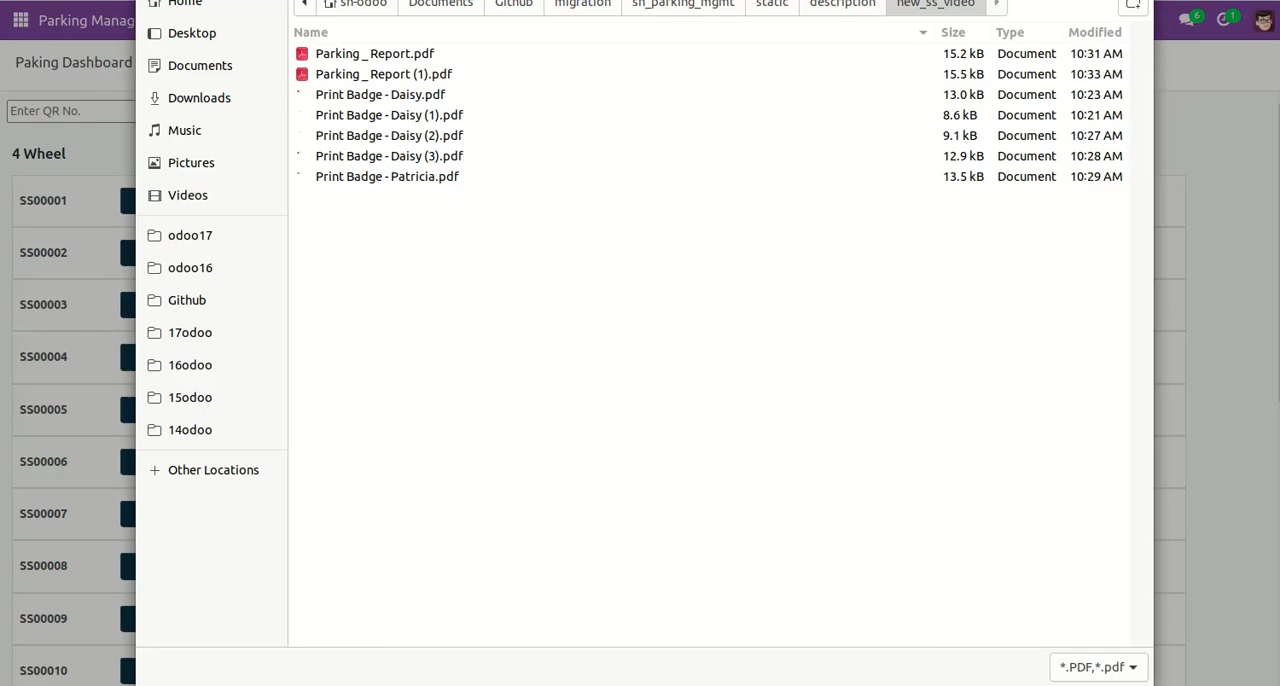 Parking Manag
Home
sh-odoo Documents Github migration sh_parking_mgmt static description new_ss_video
6
1
Paking Dashboard
Enter QR No.
4 Wheel
SS00001
SS00002
SS00003
SS00004
SS00005
SS00006
SS00007
SS00008
SS00009
SS00010
Desktop
Documents
Downloads
Music
Pictures
Videos
odoo17
odoo16
Github
17odoo
16odoo
15odoo
14odoo
+ Other Locations
Name Size Type Modified
Parking _ Report.pdf 15.2 kB Document 10:31 AM
Parking _ Report (1).pdf 15.5 kB Document 10:33 AM
Print Badge - Daisy.pdf 13.0 kB Document 10:23 AM
Print Badge - Daisy (1).pdf 8.6 kB Document 10:21 AM
Print Badge - Daisy (2).pdf 9.1 kB Document 10:27 AM
Print Badge - Daisy (3).pdf 12.9 kB Document 10:28 AM
Print Badge - Patricia.pdf 13.5 kB Document 10:29 AM
*.PDF,*.pdf